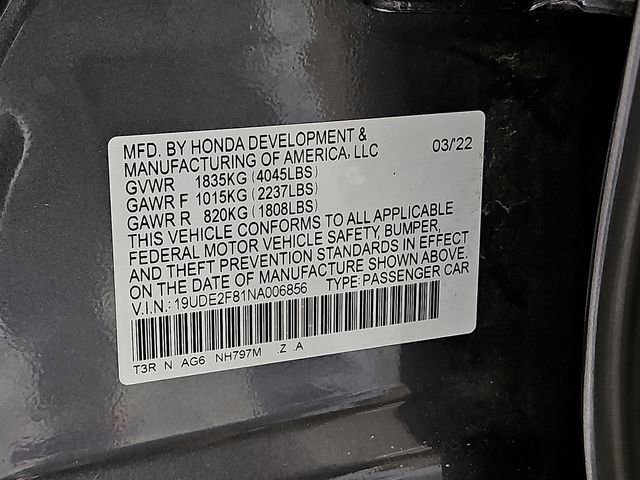 MFD. BY HONDA DEVELOPMENT &
MANUFACTURING OF AMERICA, LLC 03/'22
GVWR 1835KG (4045LBS)
GAWR F 1015KG (2237LBS)
GAWR R 820KG (1808LBS)
THIS VEHICLE CONFORMS TO ALL APPLICABLE
FEDERAL MOTOR VEHICLE SAFETY, BUMPER,
AND THEFT PREVENTION STANDARDS IN EFFECT
ON THE DATE OF MANUFACTURE SHOWN ABOVE.
V.I.N.: 19UDE2F81NA006856 TYPE: PASSENGER CAR
T3R N AG6 NH797M .Z .A